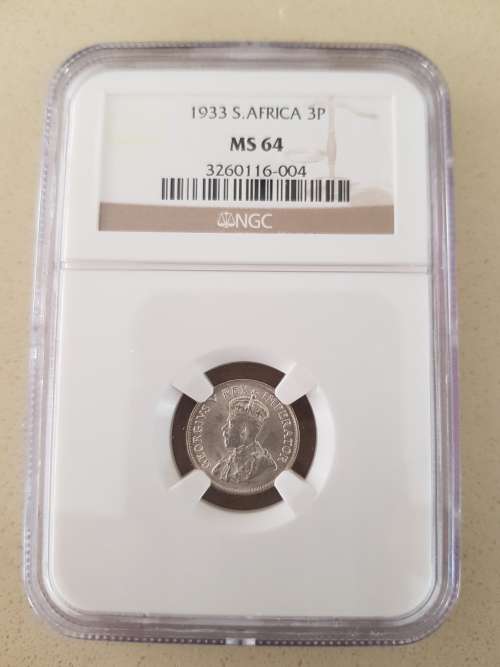 1933 S.AFRICA 3P
MS 64
3260116-004
NGC
GEORGIVS V REX IMPERATOR